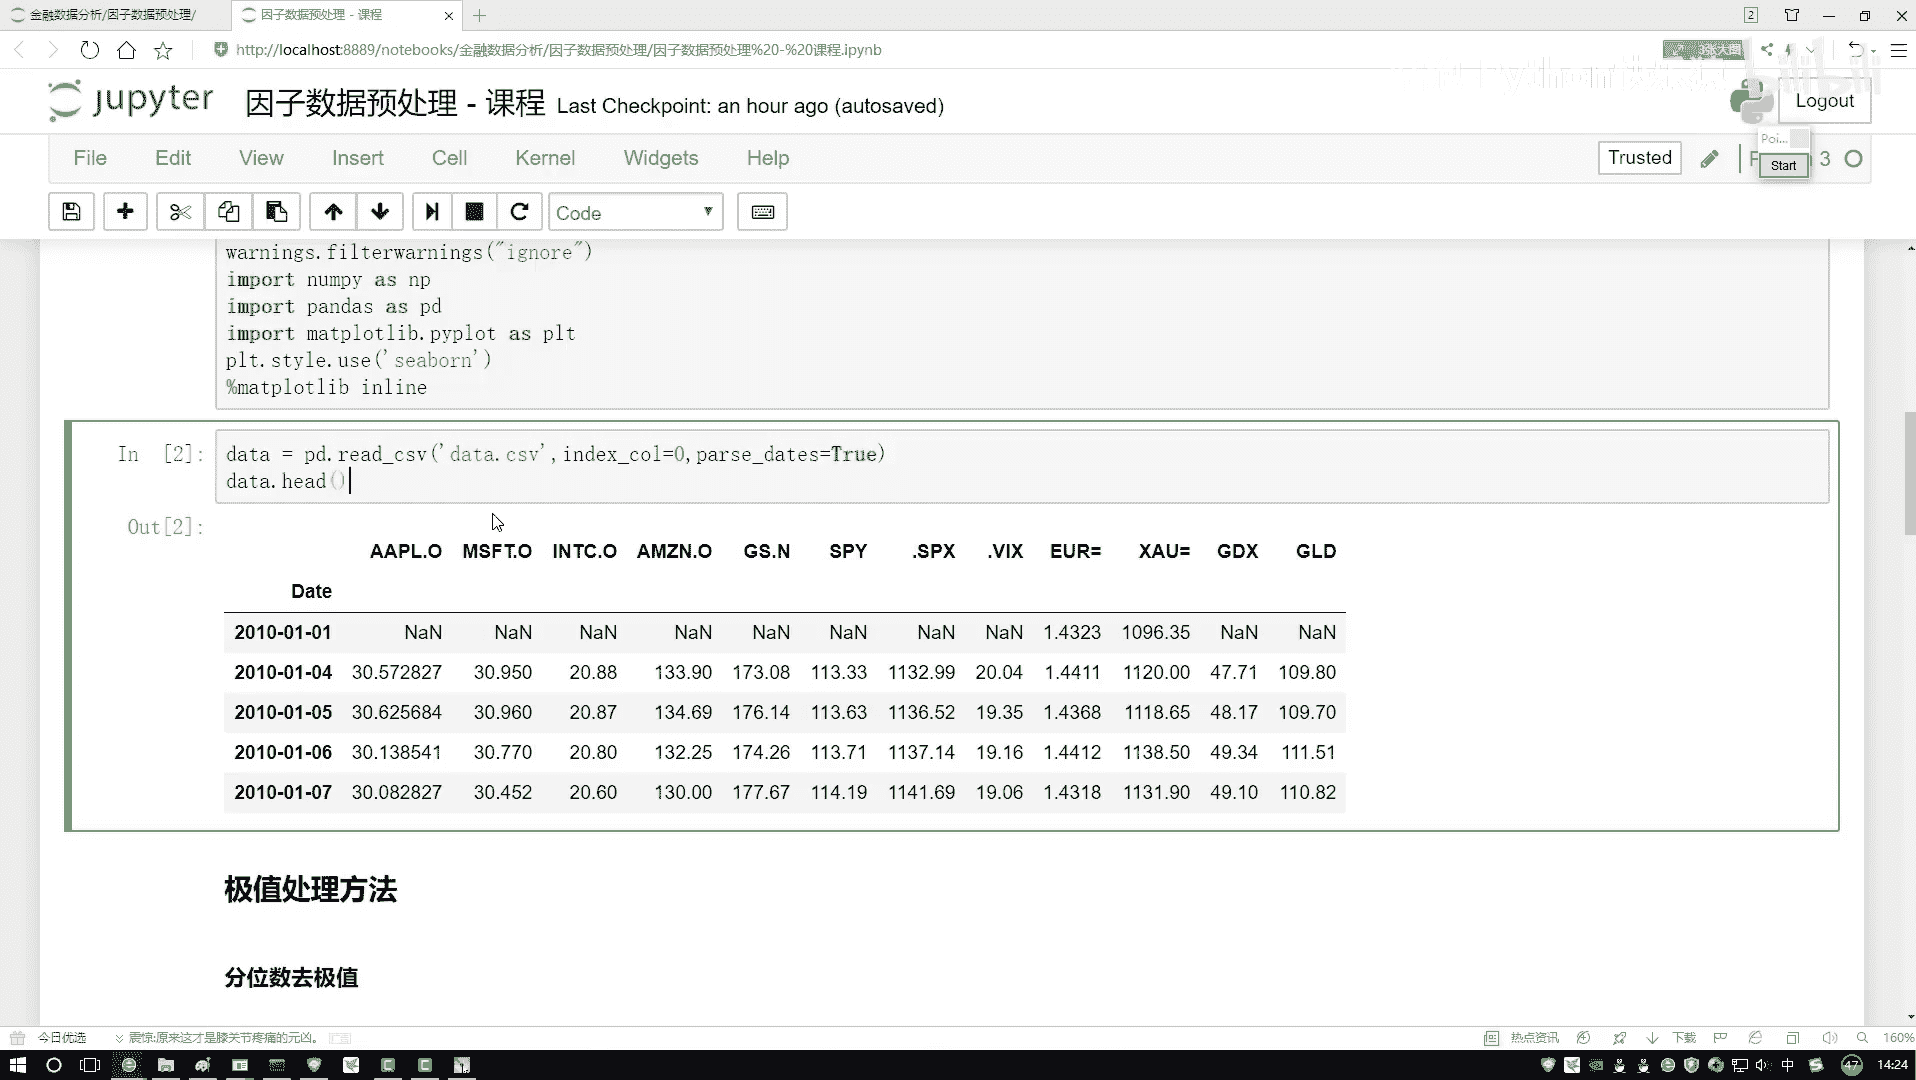 金融数据分析/因子数据预处理/
因子数据预处理 - 课程
2
http://localhost:8889/notebooks/金融数据分析/因子数据预处理/因子数据预处理%20-%20课程.ipynb
3张大图
bilibili
jupyter
因子数据预处理 - 课程 Last Checkpoint: an hour ago (autosaved)
Logout
File Edit View Insert Cell Kernel Widgets Help
Trusted
Poi...
Start
3
Code
warnings.filterwarnings("ignore")
import numpy as np
import pandas as pd
import matplotlib.pyplot as plt
plt.style.use('seaborn')
%matplotlib inline
In [2]:
data = pd.read_csv('data.csv',index_col=0,parse_dates=True)
data.head()
Out[2]:
AAPL.O MSFT.O INTC.O AMZN.O GS.N SPY .SPX .VIX EUR= XAU= GDX GLD
Date
2010-01-01 NaN NaN NaN NaN NaN NaN NaN NaN 1.4323 1096.35 NaN NaN
2010-01-04 30.572827 30.950 20.88 133.90 173.08 113.33 1132.99 20.04 1.4411 1120.00 47.71 109.80
2010-01-05 30.625684 30.960 20.87 134.69 176.14 113.63 1136.52 19.35 1.4368 1118.65 48.17 109.70
2010-01-06 30.138541 30.770 20.80 132.25 174.26 113.71 1137.14 19.16 1.4412 1138.50 49.34 111.51
2010-01-07 30.082827 30.452 20.60 130.00 177.67 114.19 1141.69 19.06 1.4318 1131.90 49.10 110.82
极值处理方法
分位数去极值
今日优选
震惊:原来这才是膝关节疼痛的元凶。
热点资讯
下载
160%
中
47
14:24